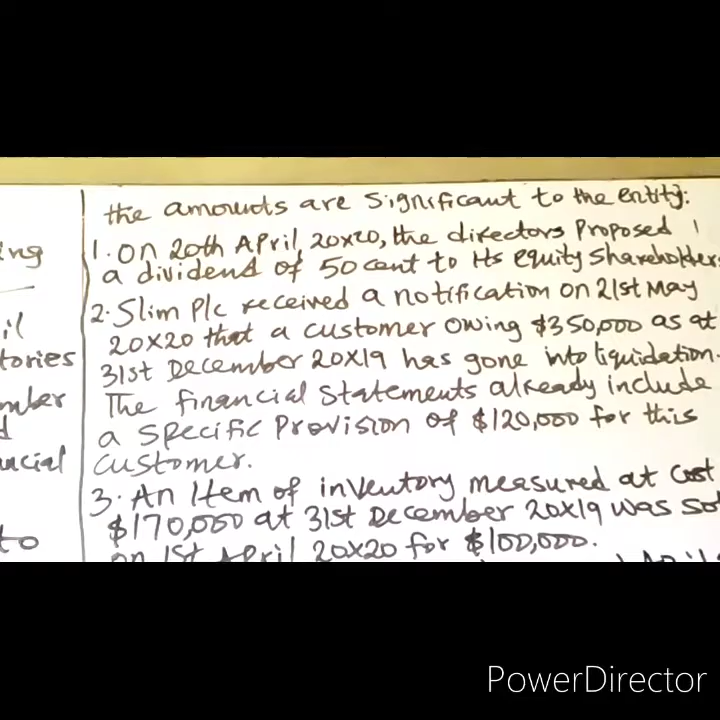 the amounts are significant to the entity:
1. On 20th April 20x20, the directors Proposed
a dividend of 50 cent to its equity shareholders
2. Slim Plc received a notification on 21st May
20x20 that a customer owing $350,000 as at
31st December 20x19 has gone into liquidation.
The financial statements already include
a specific Provision of $120,000 for this
customer.
3. An item of inventory measured at cost
$170,000 at 31st December 20x19 was sol
on 1st April 20x20 for $100,000.
ing
il
tories
mber
d
ncial
to
PowerDirector